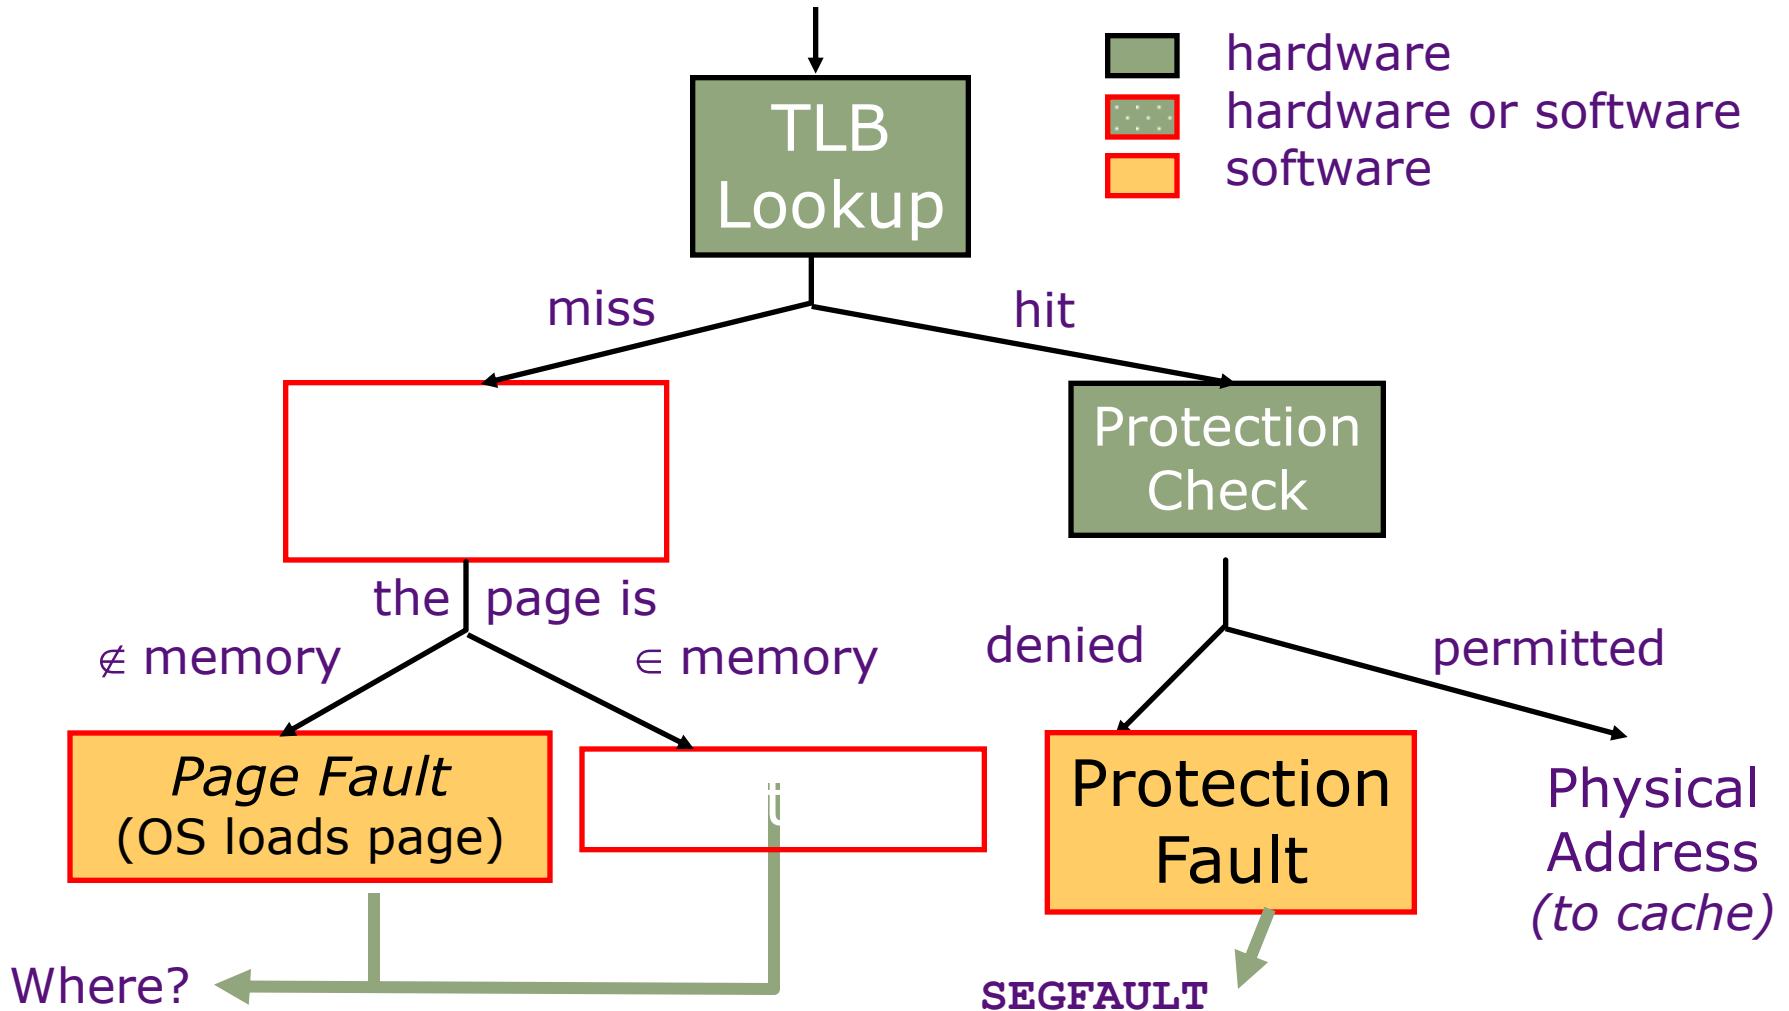 hardware
hardware or software
software
TLB
Lookup
miss
hit
Protection
Check
the page is
∉ memory
∈ memory
denied
permitted
Page Fault
(OS loads page)
t
Protection
Fault
Physical
Address
(to cache)
Where?
SEGFAULT